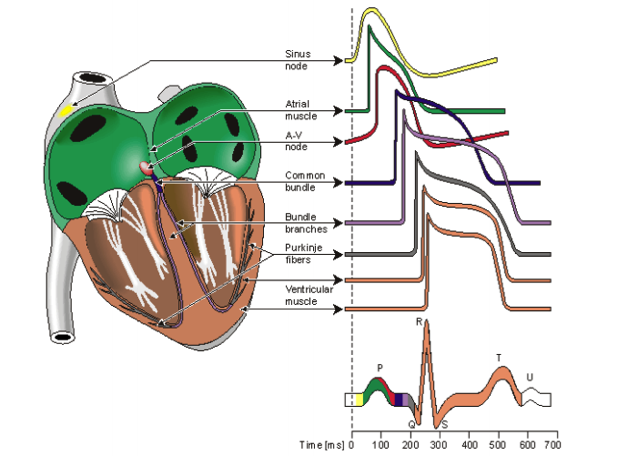 Sinus
node
Atrial
muscle
A-V
node
Common
bundle
Bundle
branches
Purkinje
fibers
Ventricular
muscle
R
P
T
U
Q
S
Time [ms]
0 100 200 300 400 500 600 700